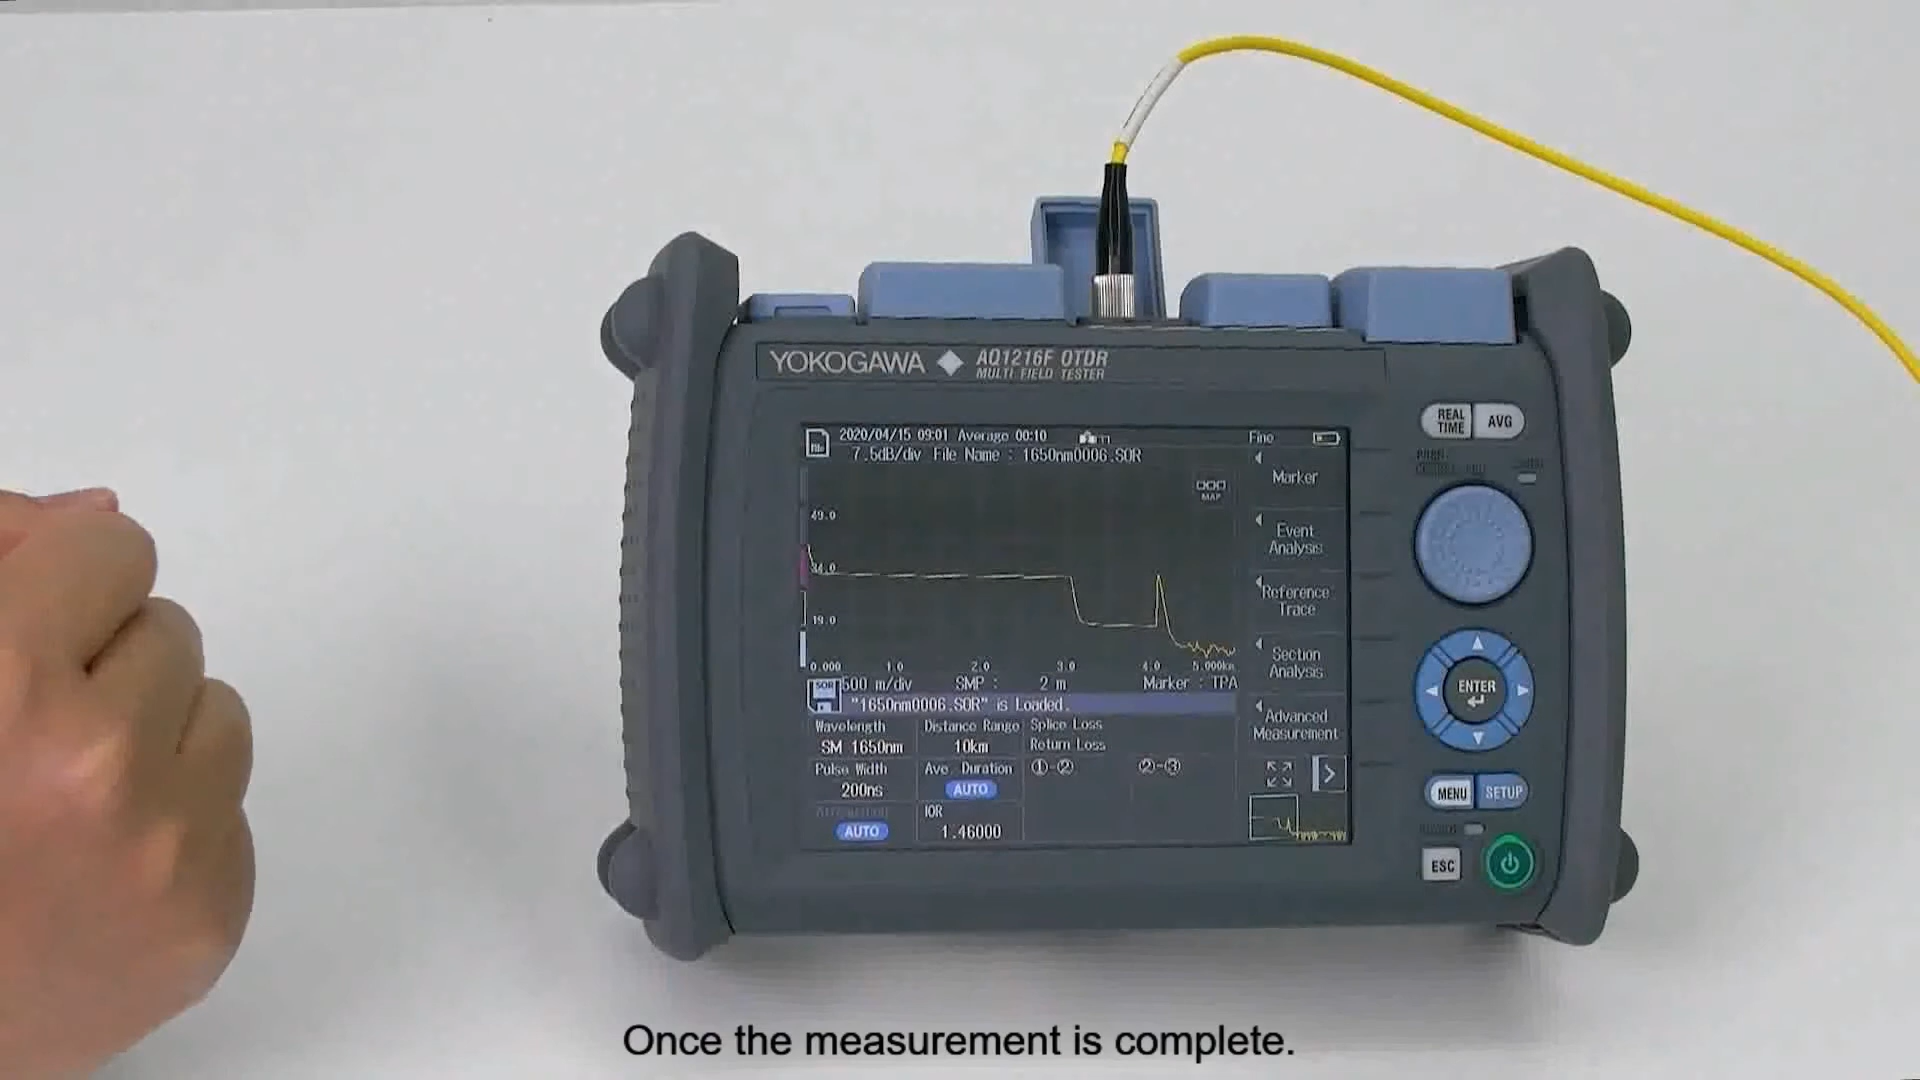 YOKOGAWA AQ1216F OTDR
MULTI FIELD TESTER
REAL TIME
AVG
2020/04/15 09:01 Average 00:10
Fine
7.5dB/div File Name : 1650nm0006.SOR
MAP
Marker
49.0
Event
Analysis
34.0
Reference
Trace
19.0
Section
Analysis
0.000 1.0 2.0 3.0 4.0 5.000km
500 m/div SMP : 2 m Marker : TPA
SOR
"1650nm0006.SOR" is Loaded.
Advanced
Measurement
Wavelength
SM 1650nm
Distance Range
10km
Splice Loss
Return Loss
Pulse Width
200ns
Ave. Duration
AUTO
①-② ②-③
AUTO
IOR
1.46000
ENTER
MENU
SETUP
ESC
Once the measurement is complete.